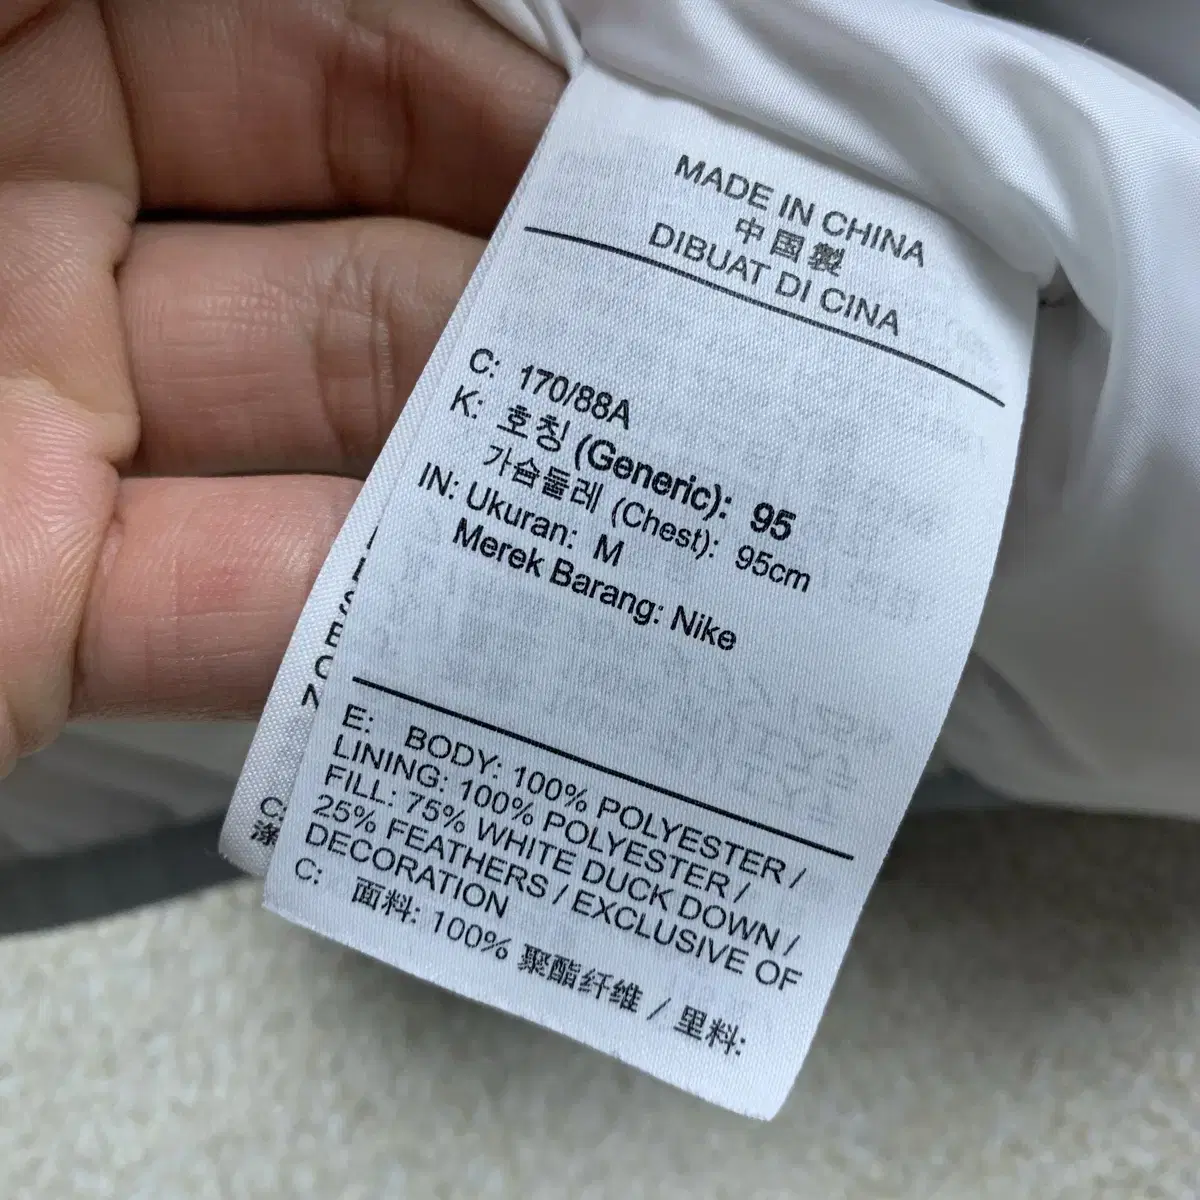 MADE IN CHINA
中国製
DIBUAT DI CINA
C: 170/88A
K: 호칭 (Generic): 95
가슴둘레 (Chest): 95cm
IN: Ukuran: M
Merek Barang: Nike
E: BODY: 100% POLYESTER /
LINING: 100% POLYESTER /
FILL: 75% WHITE DUCK DOWN /
25% FEATHERS / EXCLUSIVE OF
DECORATION
C: 面料: 100% 聚酯纤维 / 里料: